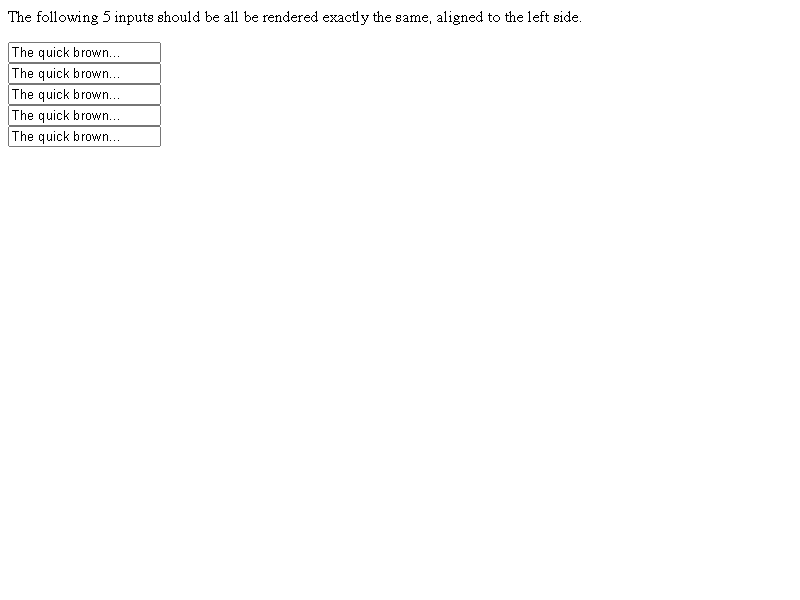 The following 5 inputs should be all be rendered exactly the same, aligned to the left side.
The quick brown...
The quick brown...
The quick brown...
The quick brown...
The quick brown...